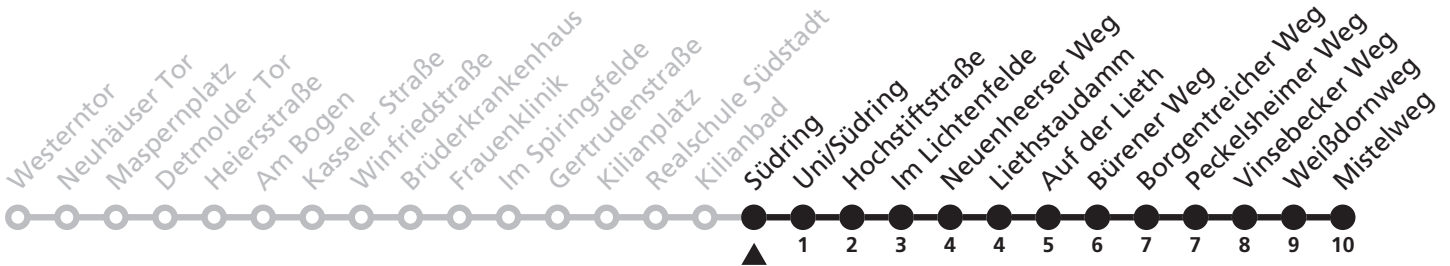 Westerntor
Neuhäuser Tor
Maspernplatz
Detmolder Tor
Heiersstraße
Am Bogen
Kasseler Straße
Winfriedstraße
Brüderkrankenhaus
Frauenklinik
Im Spiringsfelde
Gertrudenstraße
Kilianplatz
Realschule Südstadt
Kilianbad
Südring
Uni/Südring
Hochstiftstraße
Im Lichtenfelde
Neuenheerser Weg
Liethstaudamm
Auf der Lieth
Bürener Weg
Borgentreicher Weg
Peckelsheimer Weg
Vinsebecker Weg
Weißdornweg
Mistelweg
1 2 3 4 4 5 6 7 7 8 9 10